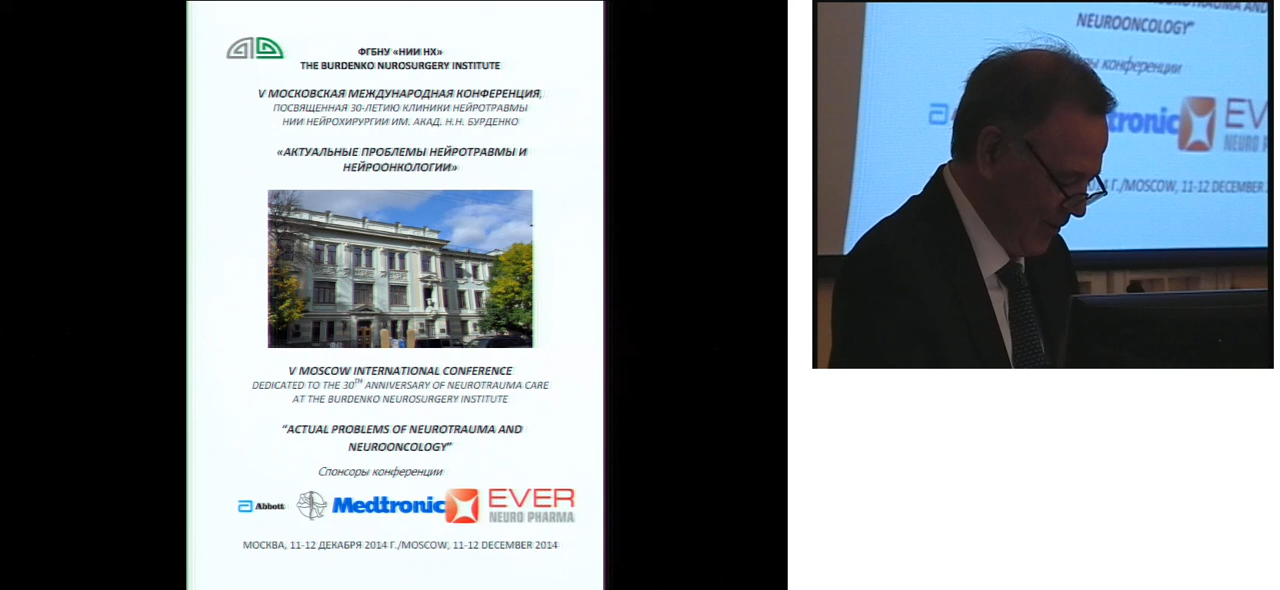 ФГБНУ «НИИ НХ»
THE BURDENKO NUROSURGERY INSTITUTE
V МОСКОВСКАЯ МЕЖДУНАРОДНАЯ КОНФЕРЕНЦИЯ,
ПОСВЯЩЕННАЯ 30-ЛЕТИЮ КЛИНИКИ НЕЙРОТРАВМЫ
НИИ НЕЙРОХИРУРГИИ ИМ. АКАД. Н.Н. БУРДЕНКО
«АКТУАЛЬНЫЕ ПРОБЛЕМЫ НЕЙРОТРАВМЫ И
НЕЙРООНКОЛОГИИ»
V MOSCOW INTERNATIONAL CONFERENCE
DEDICATED TO THE 30TH ANNIVERSARY OF NEUROTRAUMA CARE
AT THE BURDENKO NEUROSURGERY INSTITUTE
"ACTUAL PROBLEMS OF NEUROTRAUMA AND
NEUROONCOLOGY"
Спонсоры конференции
Abbott Medtronic EVER
NEURO PHARMA
МОСКВА, 11-12 ДЕКАБРЯ 2014 Г./MOSCOW, 11-12 DECEMBER 2014
AND
NEUROONCOLOGY"
конференции
tronic EV
NEURO PH
Г./MOSCOW, 11-12 DECEMBER